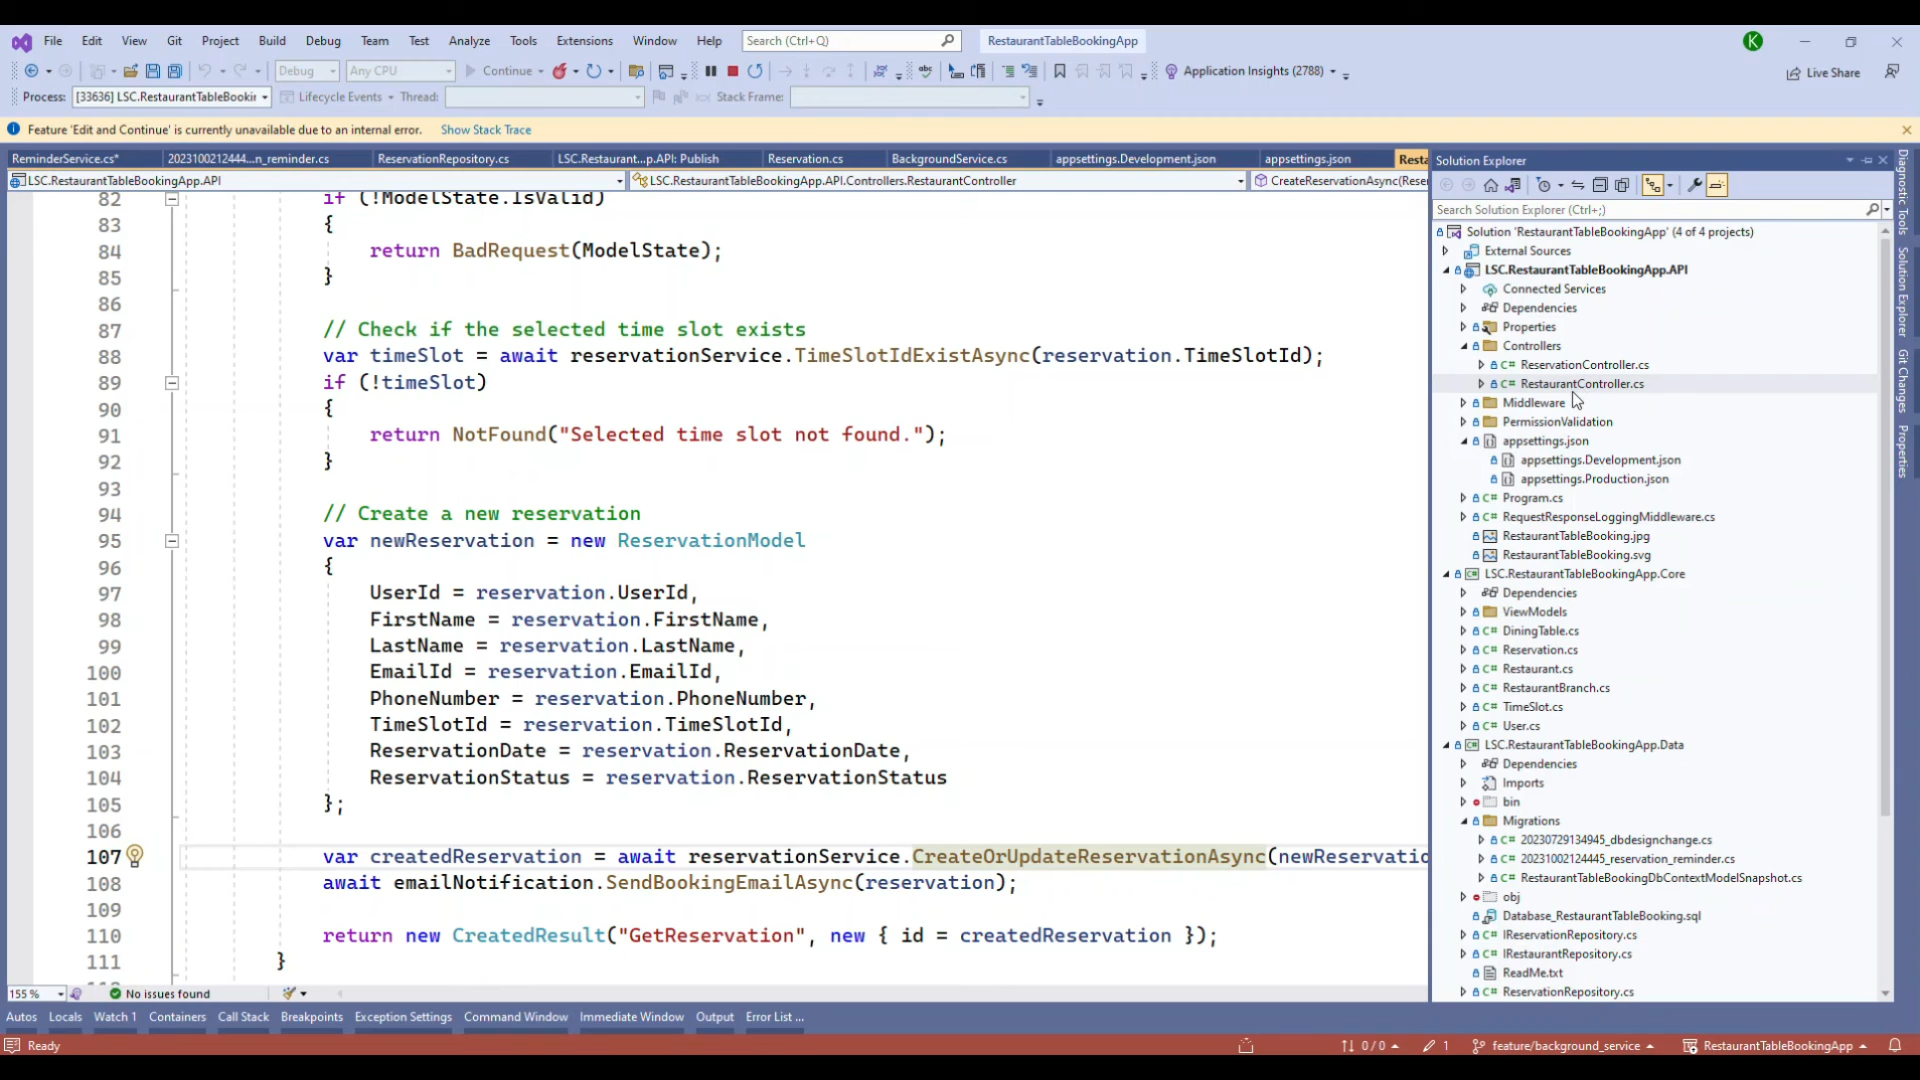 File Edit View Git Project Build Debug Team Test Analyze Tools Extensions Window Help Search (Ctrl+Q) RestaurantTableBookingApp K
Debug Any CPU Continue Application Insights (2788) Live Share
Process: [33636] LSC.RestaurantTableBookin Lifecycle Events Thread: Stack Frame:
Feature 'Edit and Continue' is currently unavailable due to an internal error. Show Stack Trace
ReminderService.cs* 2023100212444...n_reminder.cs ReservationRepository.cs LSC.Restaurant...p.API: Publish Reservation.cs BackgroundService.cs appsettings.Development.json appsettings.json Resta
LSC.RestaurantTableBookingApp.API LSC.RestaurantTableBookingApp.API.Controllers.RestaurantController CreateReservationAsync(Reser
82 if (!ModelState.IsValid)
83 {
84 return BadRequest(ModelState);
85 }
86
87 // Check if the selected time slot exists
88 var timeSlot = await reservationService.TimeSlotIdExistAsync(reservation.TimeSlotId);
89 if (!timeSlot)
90 {
91 return NotFound("Selected time slot not found.");
92 }
93
94 // Create a new reservation
95 var newReservation = new ReservationModel
96 {
97 UserId = reservation.UserId,
98 FirstName = reservation.FirstName,
99 LastName = reservation.LastName,
100 EmailId = reservation.EmailId,
101 PhoneNumber = reservation.PhoneNumber,
102 TimeSlotId = reservation.TimeSlotId,
103 ReservationDate = reservation.ReservationDate,
104 ReservationStatus = reservation.ReservationStatus
105 };
106
107 var createdReservation = await reservationService.CreateOrUpdateReservationAsync(newReservatio
108 await emailNotification.SendBookingEmailAsync(reservation);
109
110 return new CreatedResult("GetReservation", new { id = createdReservation });
111 }
155 % No issues found
Solution Explorer
Search Solution Explorer (Ctrl+;)
Solution 'RestaurantTableBookingApp' (4 of 4 projects)
External Sources
LSC.RestaurantTableBookingApp.API
Connected Services
Dependencies
Properties
Controllers
C# ReservationController.cs
C# RestaurantController.cs
Middleware
PermissionValidation
appsettings.json
appsettings.Development.json
appsettings.Production.json
C# Program.cs
C# RequestResponseLoggingMiddleware.cs
RestaurantTableBooking.jpg
RestaurantTableBooking.svg
C# LSC.RestaurantTableBookingApp.Core
Dependencies
ViewModels
C# DiningTable.cs
C# Reservation.cs
C# Restaurant.cs
C# RestaurantBranch.cs
C# TimeSlot.cs
C# User.cs
C# LSC.RestaurantTableBookingApp.Data
Dependencies
Imports
bin
Migrations
C# 20230729134945_dbdesignchange.cs
C# 20231002124445_reservation_reminder.cs
C# RestaurantTableBookingDbContextModelSnapshot.cs
obj
Database_RestaurantTableBooking.sql
C# IReservationRepository.cs
C# IRestaurantRepository.cs
ReadMe.txt
C# ReservationRepository.cs
Diagnostic Tools
Solution Explorer
Git Changes
Properties
Autos Locals Watch 1 Containers Call Stack Breakpoints Exception Settings Command Window Immediate Window Output Error List ...
Ready 0 / 0 1 feature/background_service RestaurantTableBookingApp